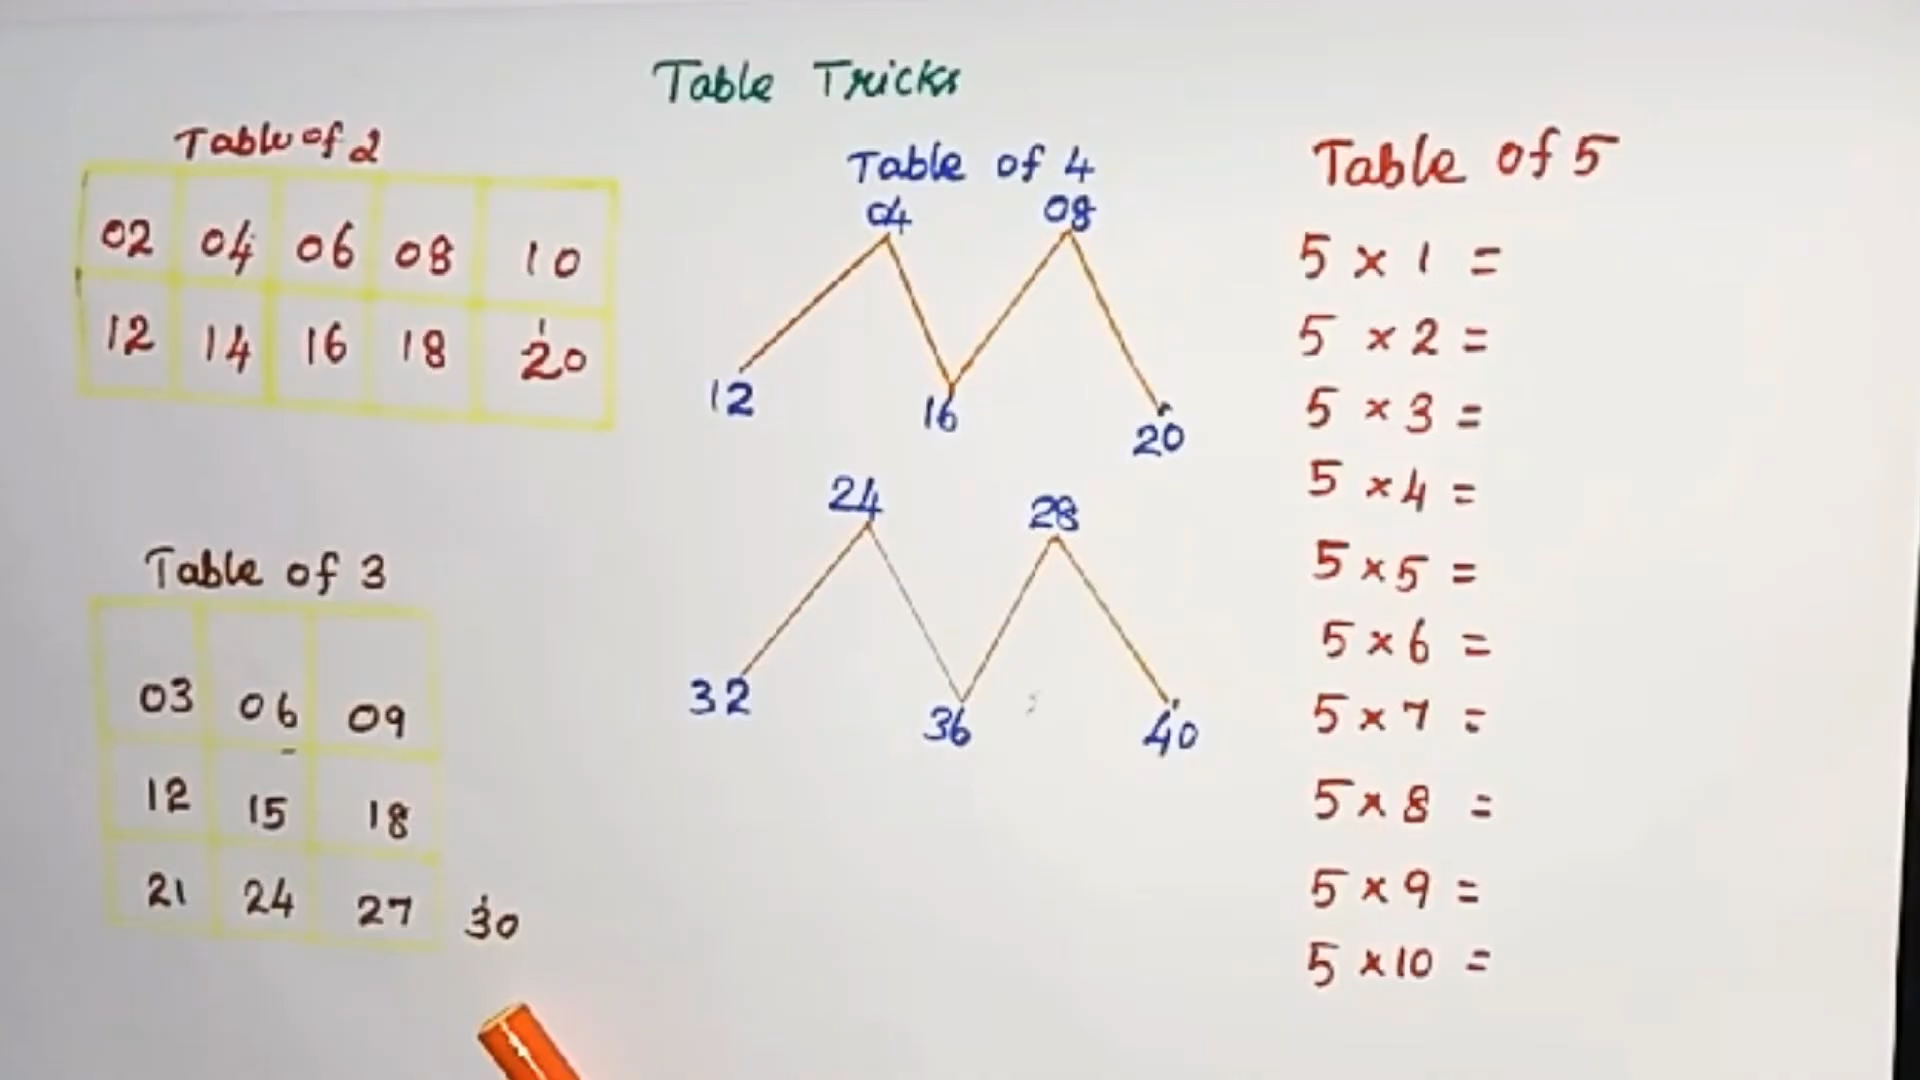 Table Tricks
Table of 2
02 04 06 08 10
12 14 16 18 20
Table of 3
03 06 09
12 15 18
21 24 27 30
Table of 4
04 08
12 16 20
24 28
32 36 40
Table of 5
5 × 1 =
5 × 2 =
5 × 3 =
5 × 4 =
5 × 5 =
5 × 6 =
5 × 7 =
5 × 8 =
5 × 9 =
5 × 10 =